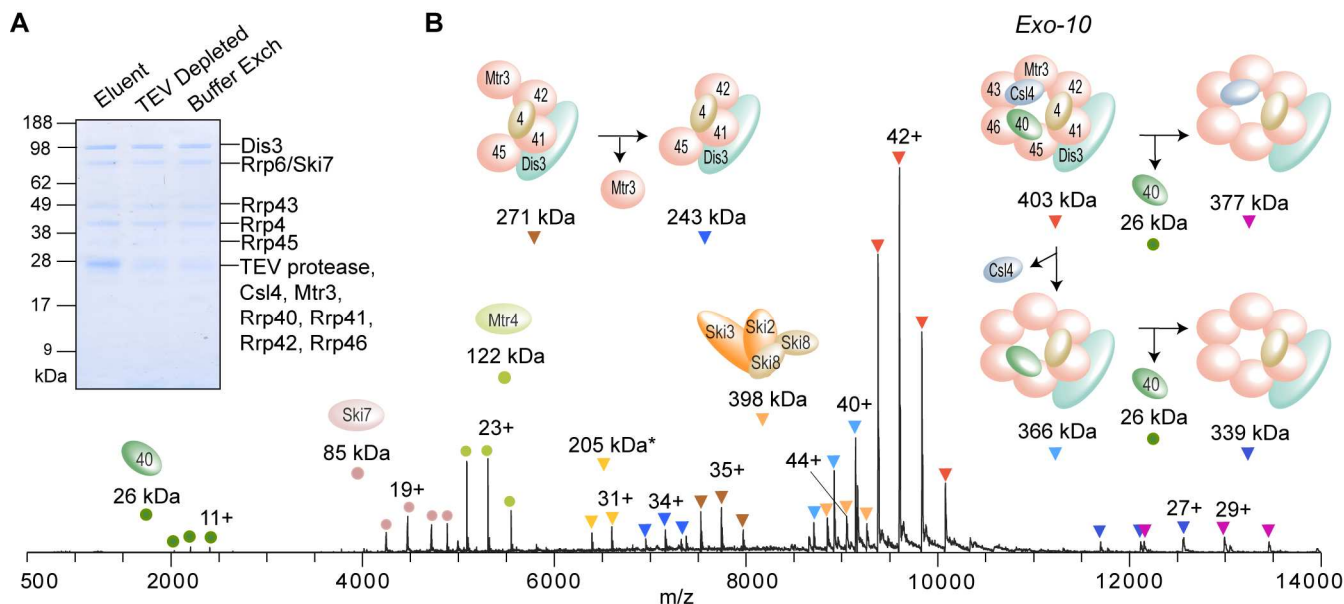 A
Eluent
TEV Depleted
Buffer Exch
188
98
62
49
38
28
17
9
kDa
Dis3
Rrp6/Ski7
Rrp43
Rrp4
Rrp45
TEV protease,
Csl4, Mtr3,
Rrp40, Rrp41,
Rrp42, Rrp46
B
Mtr3
42
4
41
45
Dis3
271 kDa
Mtr3
42
4
41
45
Dis3
243 kDa
Exo-10
Mtr3
43
Csl4
42
4
46
40
41
45
Dis3
403 kDa
40
26 kDa
377 kDa
Csl4
366 kDa
40
26 kDa
339 kDa
40
26 kDa
11+
Ski7
85 kDa
19+
Mtr4
122 kDa
23+
205 kDa*
31+
34+
35+
Ski3
Ski2
Ski8
Ski8
398 kDa
44+
40+
42+
27+
29+
500
2000
4000
6000
8000
10000
12000
14000
m/z